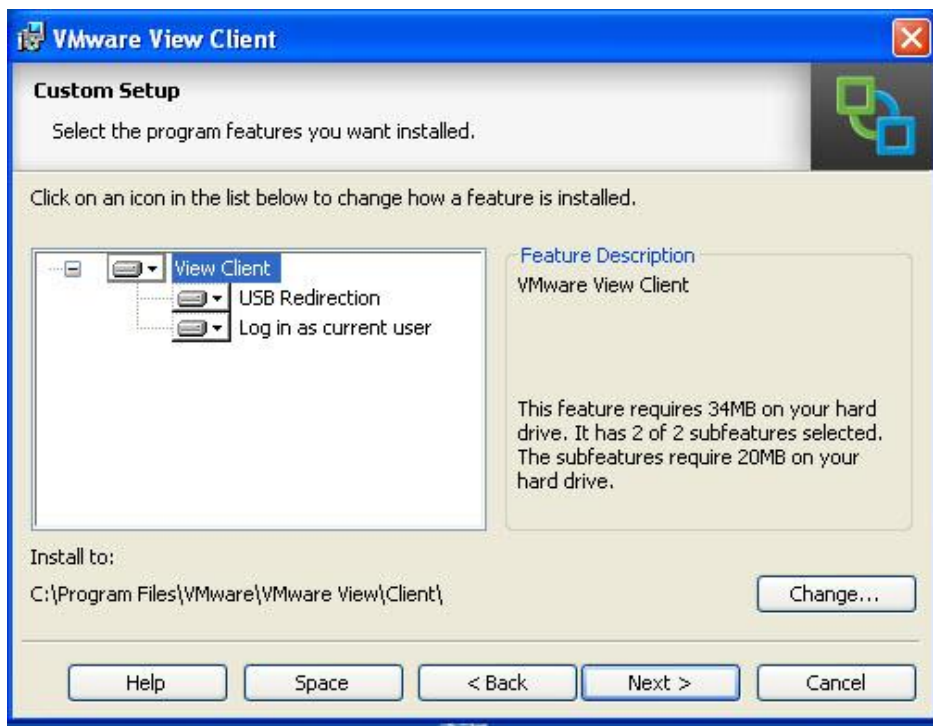 VMware View Client
Custom Setup
Select the program features you want installed.
Click on an icon in the list below to change how a feature is installed.
View Client
USB Redirection
Log in as current user
Feature Description
VMware View Client
This feature requires 34MB on your hard
drive. It has 2 of 2 subfeatures selected.
The subfeatures require 20MB on your
hard drive.
Install to:
C:\Program Files\VMware\VMware View\Client\
Change...
Help
Space
< Back
Next >
Cancel